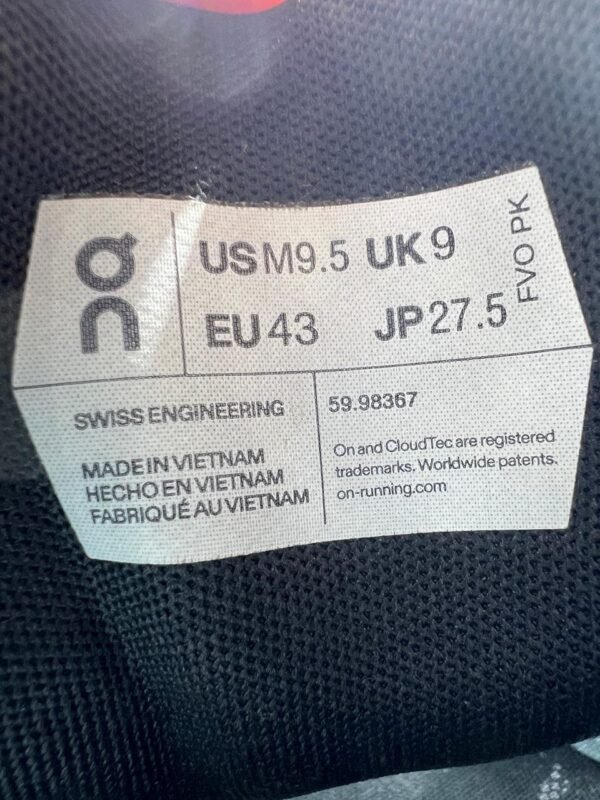 on
US M9.5 UK 9
EU 43 JP 27.5
FVO PK
SWISS ENGINEERING
MADE IN VIETNAM
HECHO EN VIETNAM
FABRIQUÉ AU VIETNAM
59.98367
On and CloudTec are registered
trademarks. Worldwide patents.
on-running.com